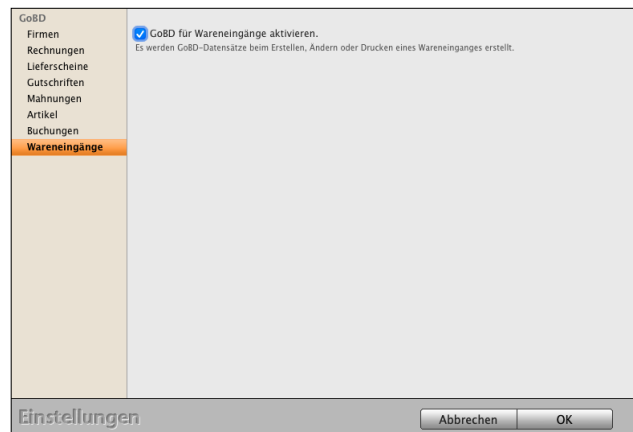 GoBD
Firmen
Rechnungen
Lieferscheine
Gutschriften
Mahnungen
Artikel
Buchungen
Wareneingänge
GoBD für Wareneingänge aktivieren.
Es werden GoBD-Datensätze beim Erstellen, Ändern oder Drucken eines Wareneinganges erstellt.
Einstellungen
Abbrechen
OK